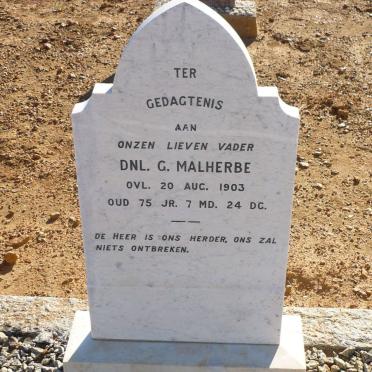 TER
GEDAGTENIS
AAN
ONZEN LIEVEN VADER
DNL. G. MALHERBE
OVL. 20 AUG. 1903
OUD 75 JR. 7 MD. 24 DG.
DE HEER IS ONS HERDER, ONS ZAL
NIETS ONTBREKEN.